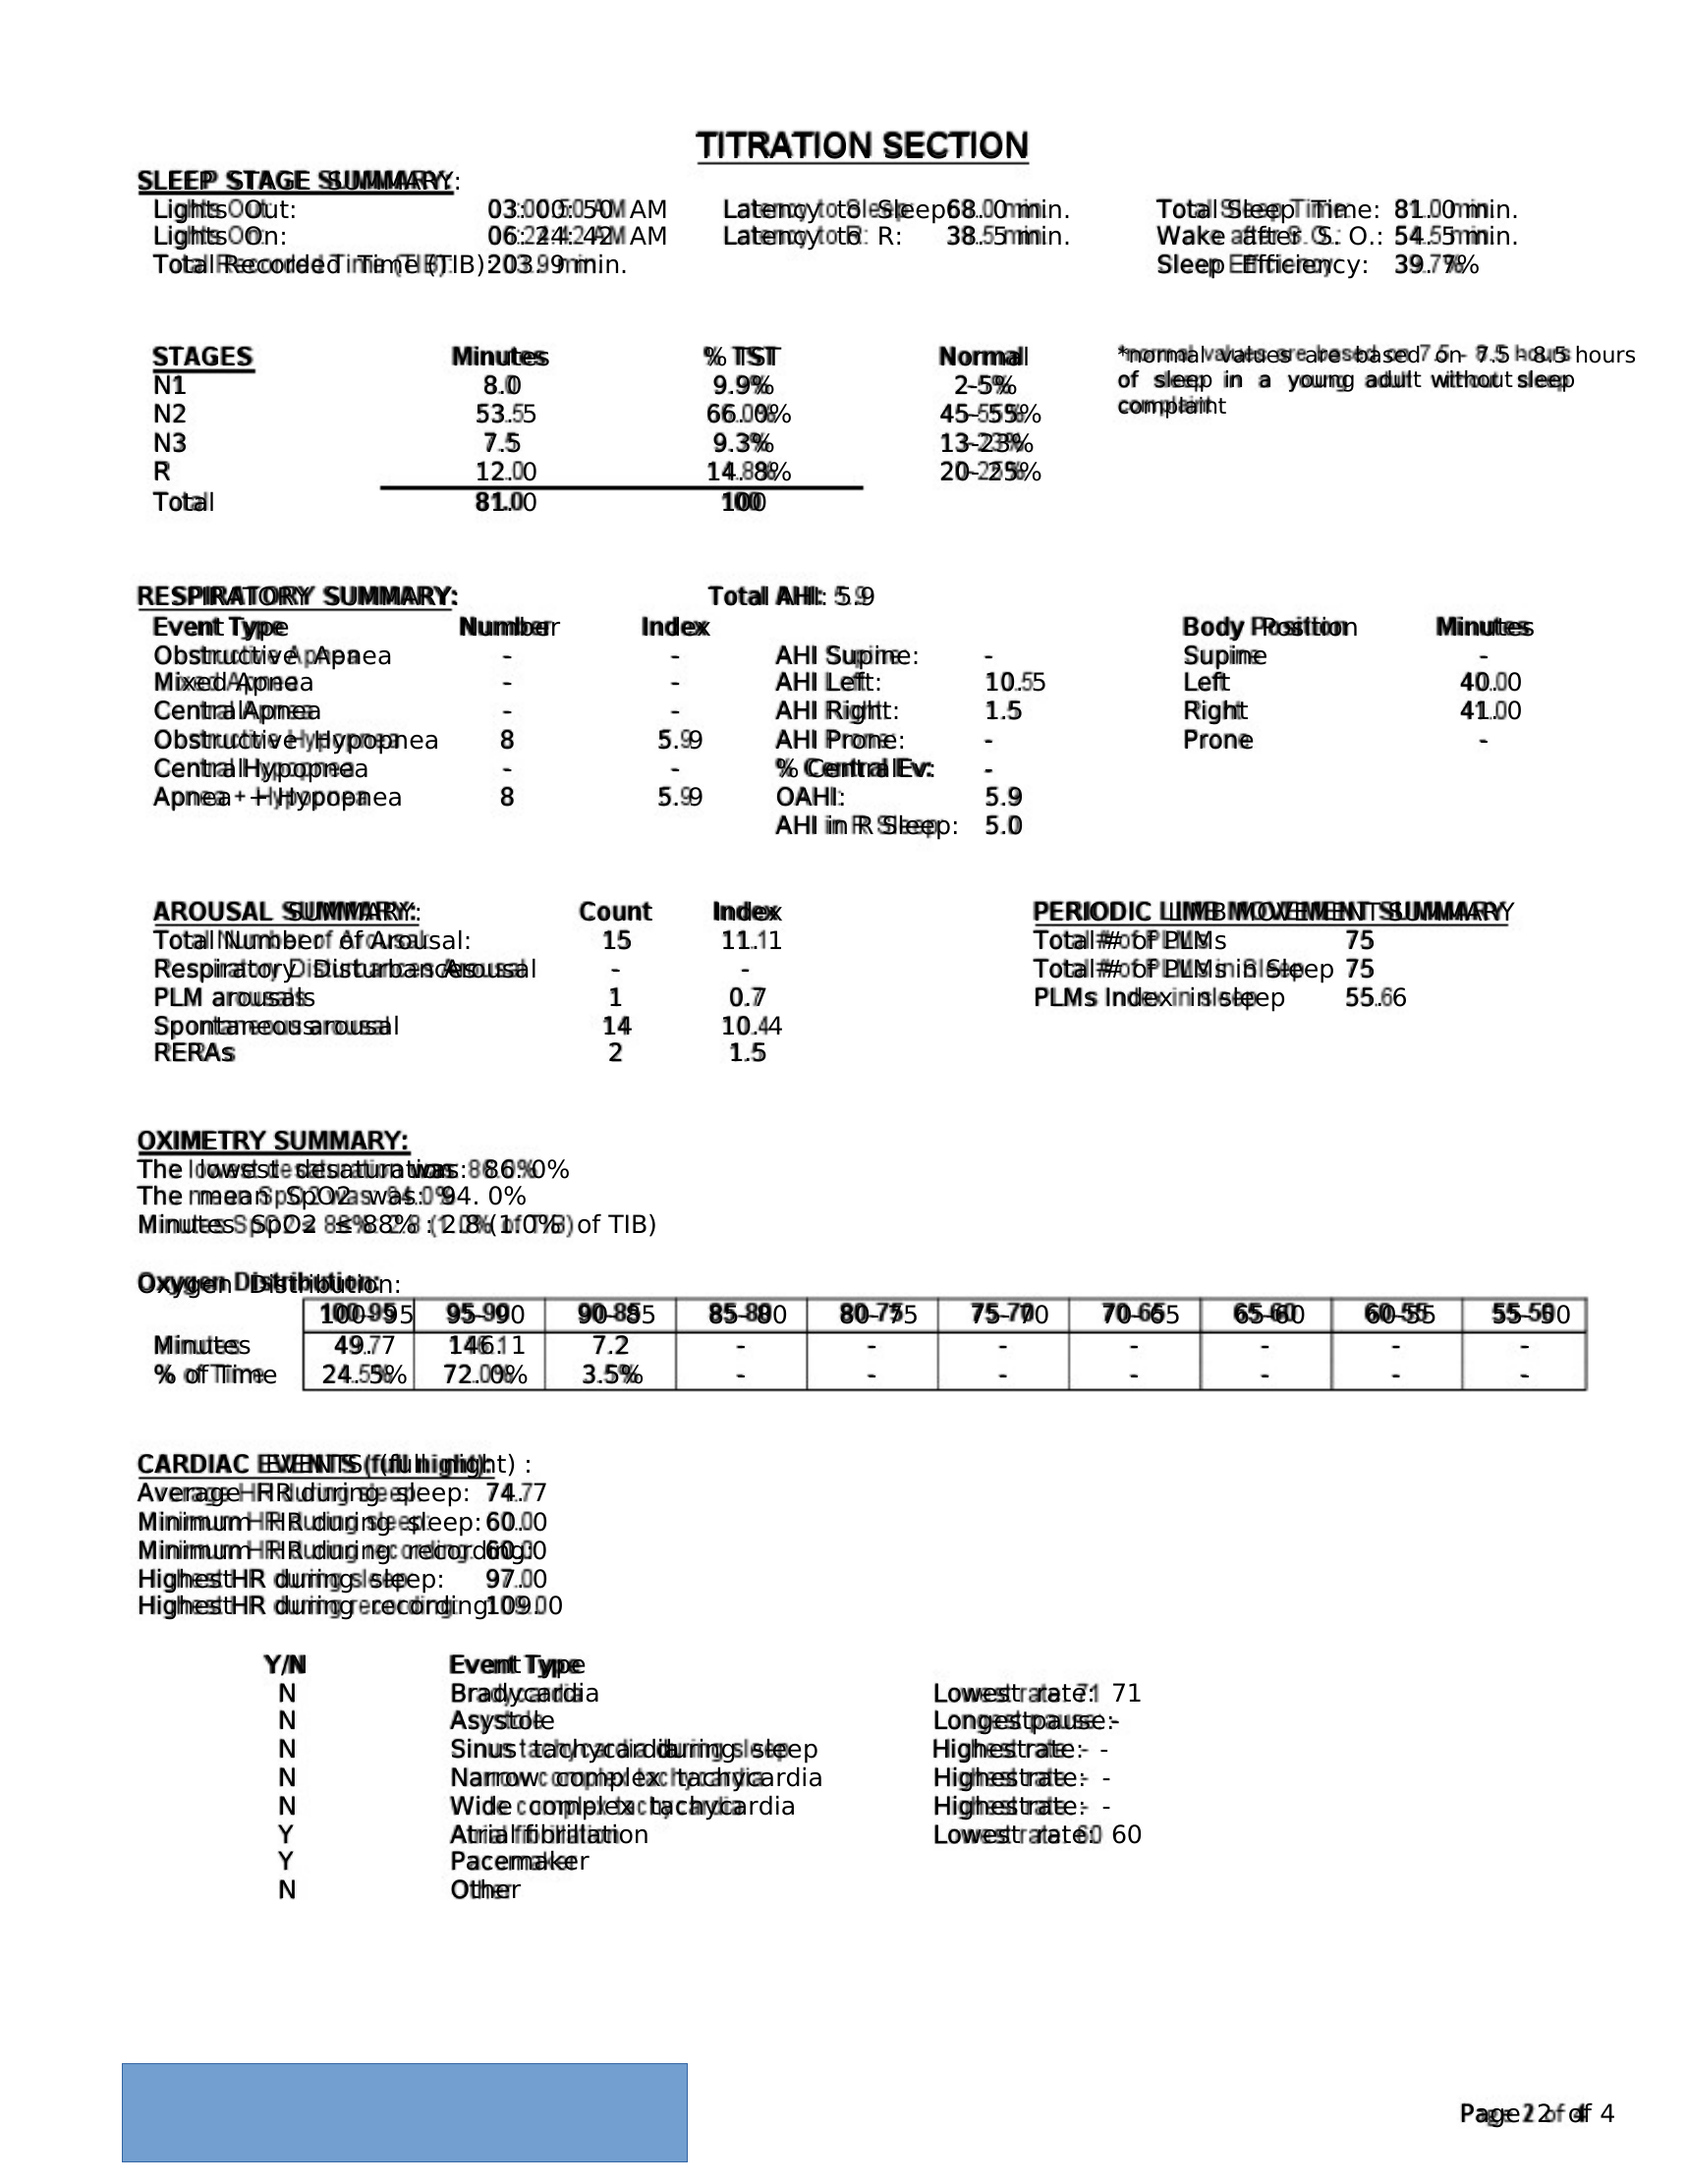 TITRATION SECTION
SLEEP STAGE SUMMARY:
Lights Out: 03:00:50 AM Latency to Sleep: 68.0 min. Total Sleep Time: 81.0 min.
Lights On: 06:24:42 AM Latency to R: 38.5 min. Wake after S.O.: 54.5 min.
Total Recorded Time (TIB): 203.9 min. Sleep Efficiency: 39.7%
STAGES Minutes % TST Normal *normal values are based on 7.5 - 8.5 hours
N1 8.0 9.9% 2-5% of sleep in a young adult without sleep
N2 53.5 66.0% 45-55% complaint
N3 7.5 9.3% 13-23%
R 12.0 14.8% 20-25%
Total 81.0 100
RESPIRATORY SUMMARY: Total AHI: 5.9
Event Type Number Index Body Position Minutes
Obstructive Apnea - - AHI Supine: - Supine -
Mixed Apnea - - AHI Left: 10.5 Left 40.0
Central Apnea - - AHI Right: 1.5 Right 41.0
Obstructive Hypopnea 8 5.9 AHI Prone: - Prone -
Central Hypopnea - - % Central Ev: -
Apnea + Hypopnea 8 5.9 OAHI: 5.9
AHI in R Sleep: 5.0
AROUSAL SUMMARY: Count Index PERIODIC LIMB MOVEMENT SUMMARY
Total Number of Arousal: 15 11.1 Total # of PLMs 75
Respiratory Disturbances Arousal - - Total # of PLMs in Sleep 75
PLM arousals 1 0.7 PLMs Index in sleep 55.6
Spontaneous arousal 14 10.4
RERAs 2 1.5
OXIMETRY SUMMARY:
The lowest desaturation was: 86.0%
The mean SpO2 was: 94.0%
Minutes SpO2 ≤ 88% : 2.8 (1.0% of TIB)
Oxygen Distribution:
100-95 95-90 90-85 85-80 80-75 75-70 70-65 65-60 60-55 55-50
Minutes 49.7 146.1 7.2 - - - - - - -
% of Time 24.5% 72.0% 3.5% - - - - - - -
CARDIAC EVENTS (full night):
Average HR during sleep: 74.7
Minimum HR during sleep: 60.0
Minimum HR during recording: 60.0
Highest HR during sleep: 97.0
Highest HR during recording: 109.0
Y/N Event Type
N Bradycardia Lowest rate: 71
N Asystole Longest pause: -
N Sinus tachycardia during sleep Highest rate: -
N Narrow complex tachycardia Highest rate: -
N Wide complex tachycardia Highest rate: -
Y Atrial fibrillation Lowest rate: 60
Y Pacemaker
N Other
Page 2 of 4